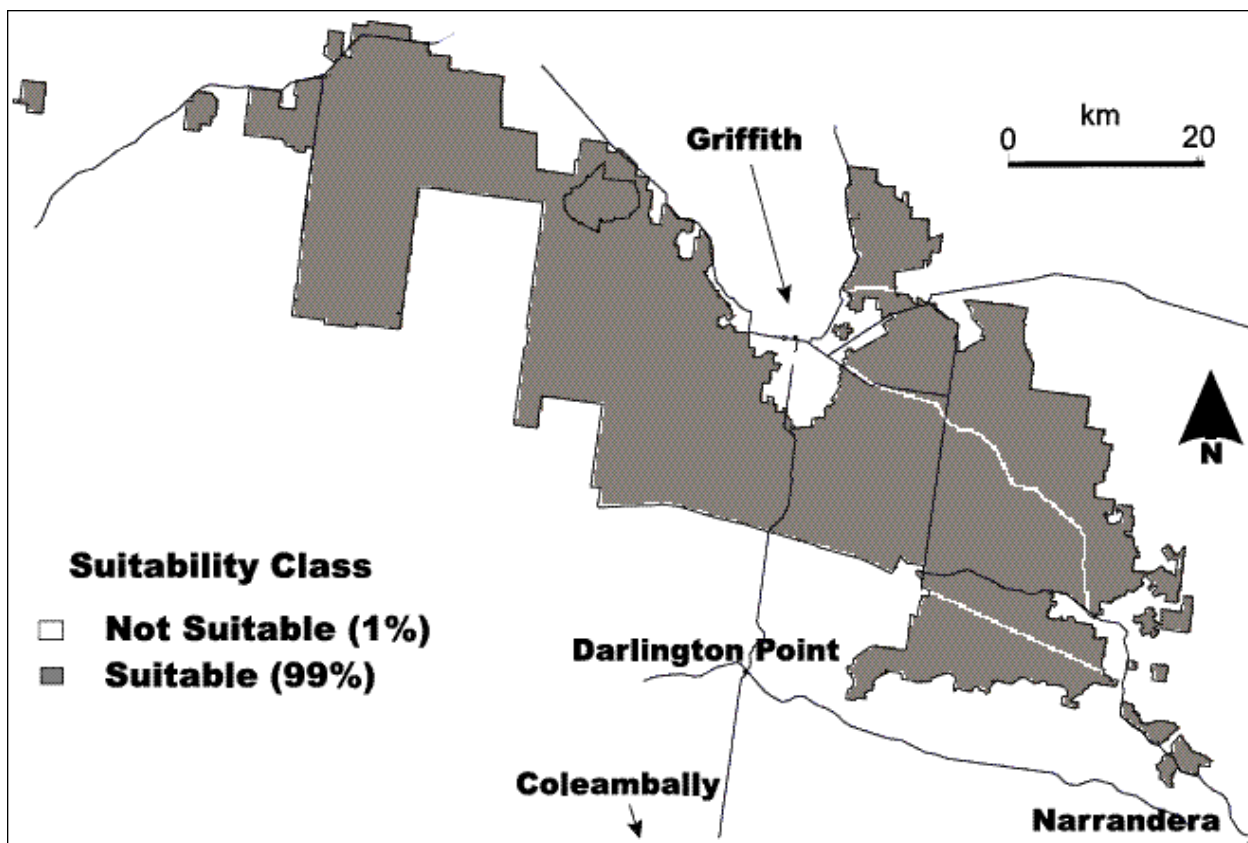 Griffith
km
0 20
N
Suitability Class
Not Suitable (1%)
Suitable (99%)
Darlington Point
Coleambally
Narrandera